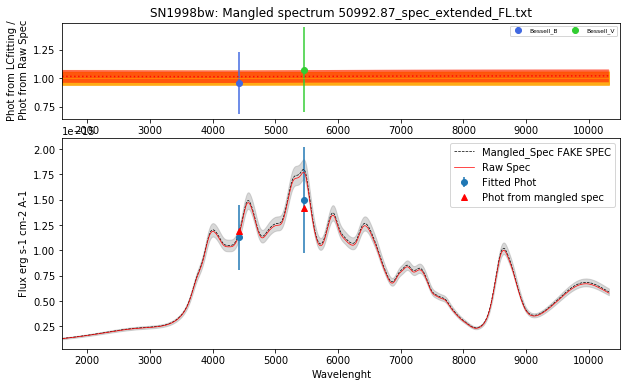 SN1998bw: Mangled spectrum 50992.87_spec_extended_FL.txt
Phot from LCfitting /
Phot from Raw Spec
1.25
1.00
0.75
Bessell_B
Bessell_V
2000 3000 4000 5000 6000 7000 8000 9000 10000
1e−15
Flux erg s-1 cm-2 A-1
2.00
1.75
1.50
1.25
1.00
0.75
0.50
0.25
Mangled_Spec FAKE SPEC
Raw Spec
Fitted Phot
Phot from mangled spec
2000 3000 4000 5000 6000 7000 8000 9000 10000
Wavelenght